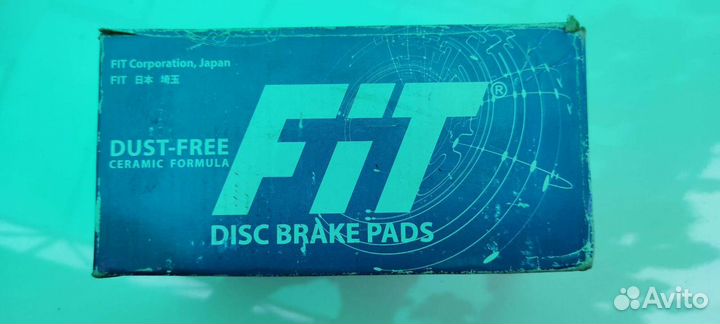 FIT Corporation, Japan
FIT 日本 埼玉
DUST-FREE
CERAMIC FORMULA
FiT®
DISC BRAKE PADS
Avito